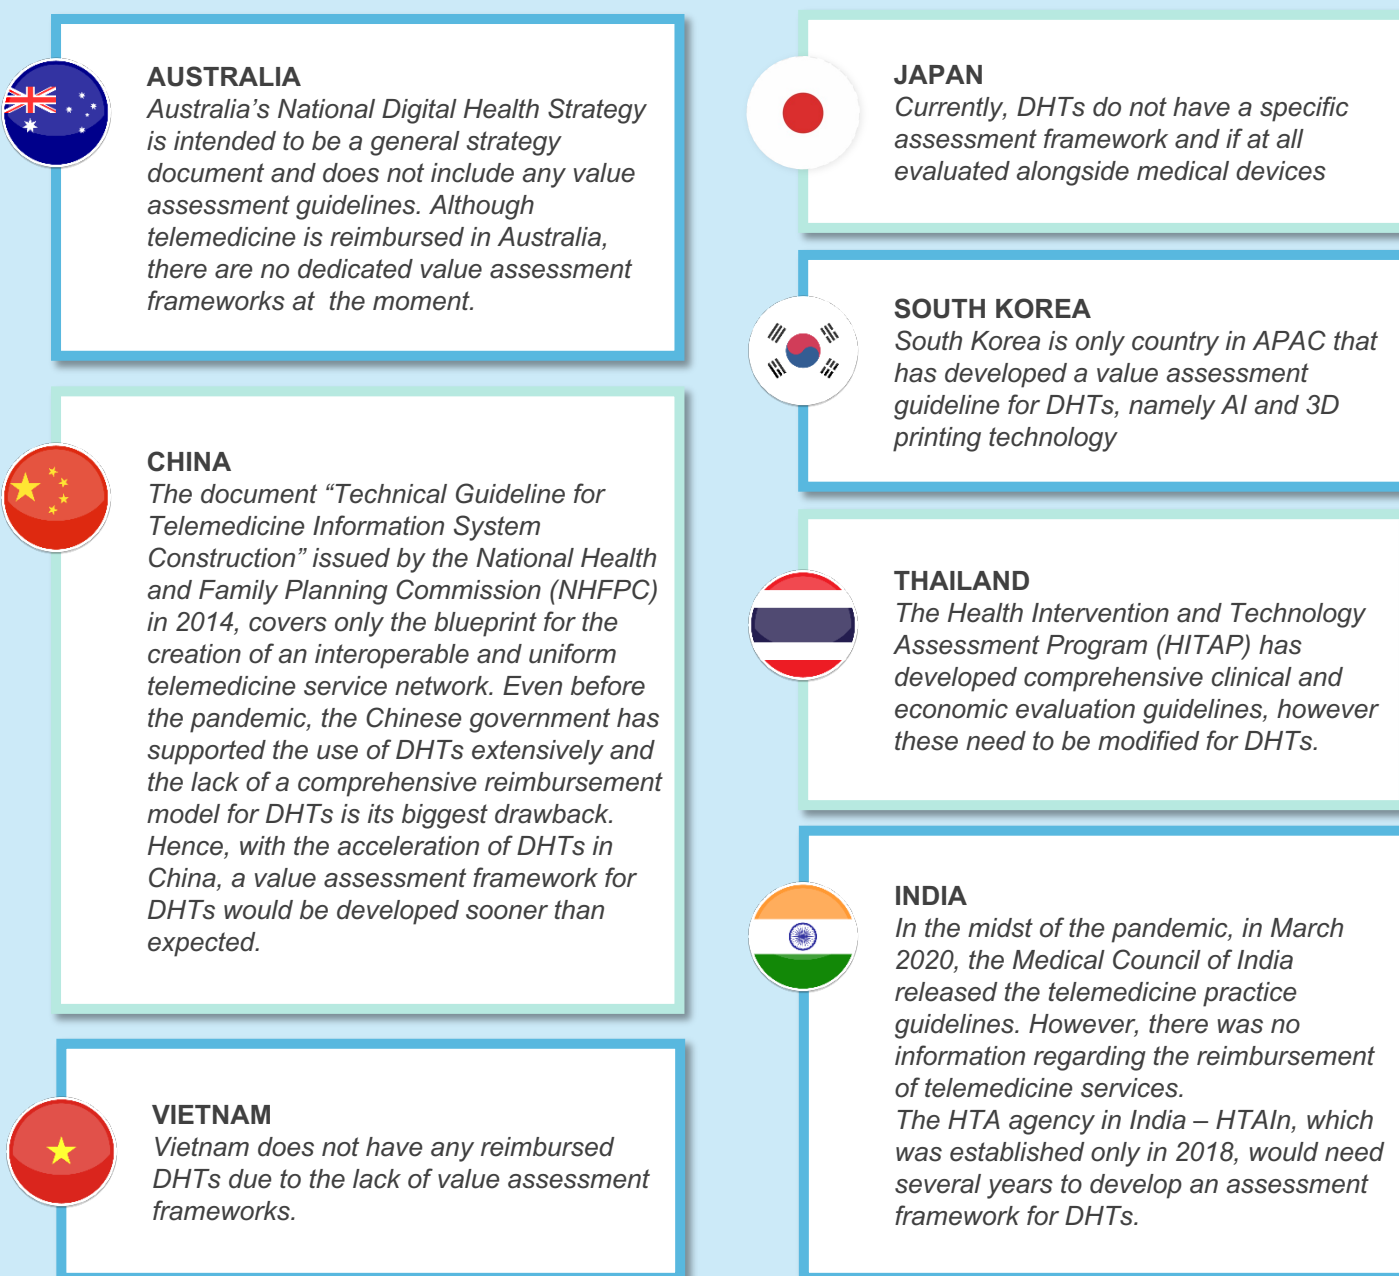 AUSTRALIA
Australia’s National Digital Health Strategy
is intended to be a general strategy
document and does not include any value
assessment guidelines. Although
telemedicine is reimbursed in Australia,
there are no dedicated value assessment
frameworks at  the moment.
CHINA
The document “Technical Guideline for
Telemedicine Information System
Construction” issued by the National Health
and Family Planning Commission (NHFPC)
in 2014, covers only the blueprint for the
creation of an interoperable and uniform
telemedicine service network. Even before
the pandemic, the Chinese government has
supported the use of DHTs extensively and
the lack of a comprehensive reimbursement
model for DHTs is its biggest drawback.
Hence, with the acceleration of DHTs in
China, a value assessment framework for
DHTs would be developed sooner than
expected.
VIETNAM
Vietnam does not have any reimbursed
DHTs due to the lack of value assessment
frameworks.
JAPAN
Currently, DHTs do not have a specific
assessment framework and if at all
evaluated alongside medical devices
SOUTH KOREA
South Korea is only country in APAC that
has developed a value assessment
guideline for DHTs, namely AI and 3D
printing technology
THAILAND
The Health Intervention and Technology
Assessment Program (HITAP) has
developed comprehensive clinical and
economic evaluation guidelines, however
these need to be modified for DHTs.
INDIA
In the midst of the pandemic, in March
2020, the Medical Council of India
released the telemedicine practice
guidelines. However, there was no
information regarding the reimbursement
of telemedicine services.
The HTA agency in India – HTAIn, which
was established only in 2018, would need
several years to develop an assessment
framework for DHTs.